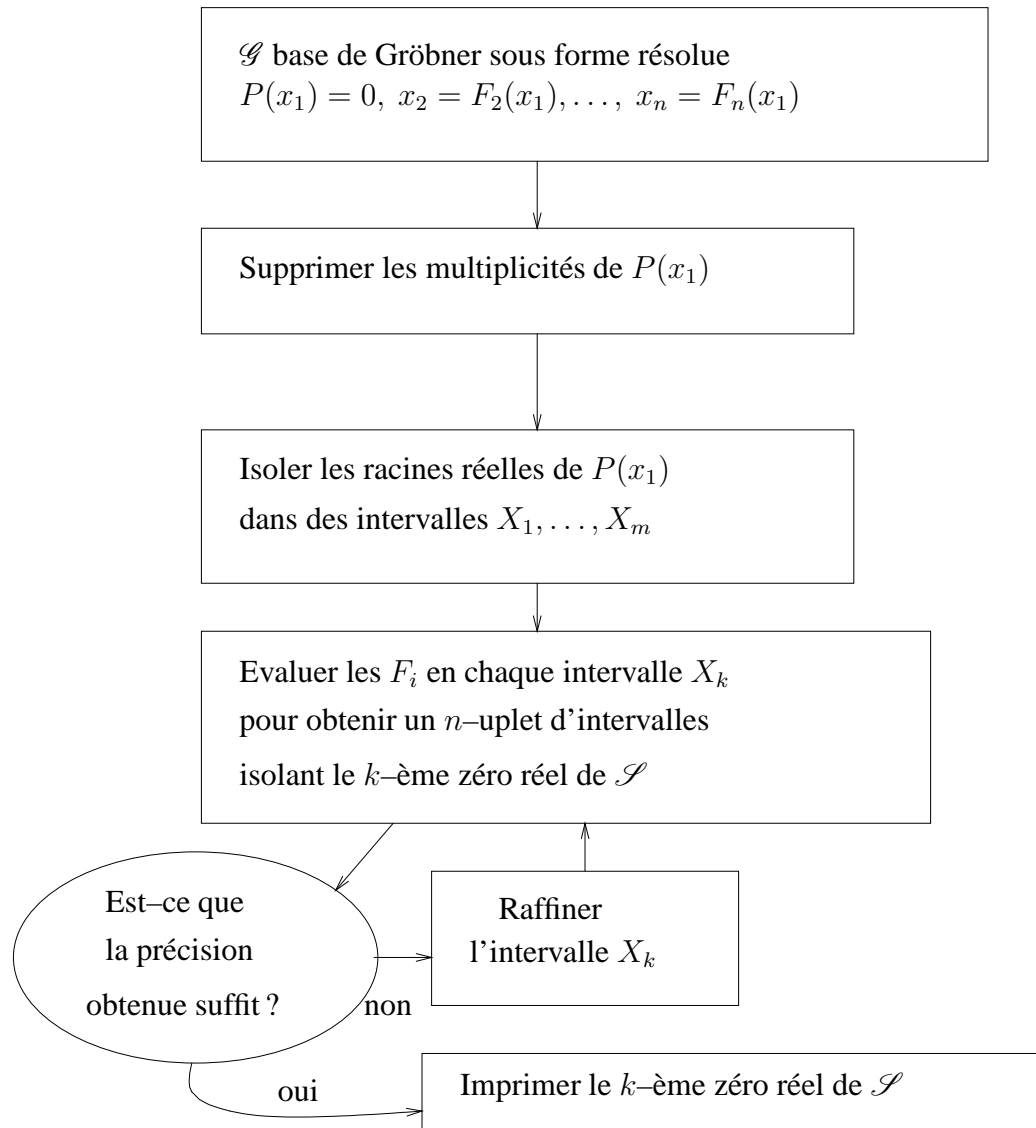 𝒢 base de Gröbner sous forme résolue
P(x₁) = 0, x₂ = F₂(x₁), . . . , xₙ = Fₙ(x₁)
Supprimer les multiplicités de P(x₁)
Isoler les racines réelles de P(x₁)
dans des intervalles X₁, . . . , Xₘ
Evaluer les Fᵢ en chaque intervalle Xₖ
pour obtenir un n–uplet d'intervalles
isolant le k–ème zéro réel de 𝒮
Est–ce que
la précision
obtenue suffit ?
non
Raffiner
l'intervalle Xₖ
oui
Imprimer le k–ème zéro réel de 𝒮